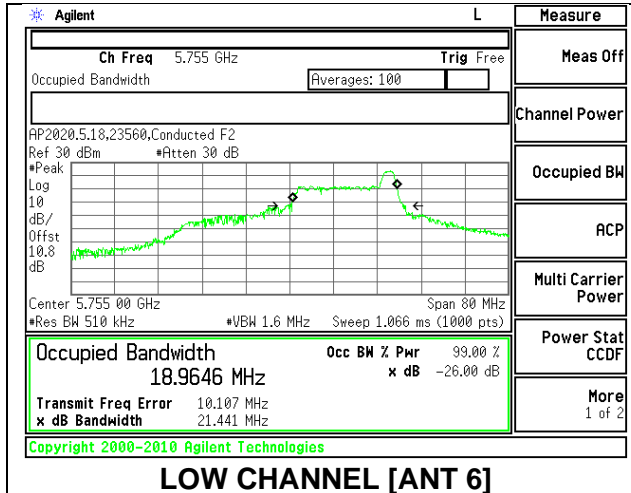 Agilent L
Ch Freq 5.755 GHz Trig Free
Occupied Bandwidth Averages: 100
AP2020.5.18,23560,Conducted F2
Ref 30 dBm #Atten 30 dB
#Peak
Log
10
dB/
Offst
10.8
dB
Center 5.755 00 GHz Span 80 MHz
#Res BW 510 kHz #VBW 1.6 MHz Sweep 1.066 ms (1000 pts)
Occupied Bandwidth Occ BW % Pwr 99.00 %
18.9646 MHz x dB -26.00 dB
Transmit Freq Error 10.107 MHz
x dB Bandwidth 21.441 MHz
Copyright 2000-2010 Agilent Technologies
Measure
Meas Off
Channel Power
Occupied BW
ACP
Multi Carrier
Power
Power Stat
CCDF
More
1 of 2
LOW CHANNEL [ANT 6]